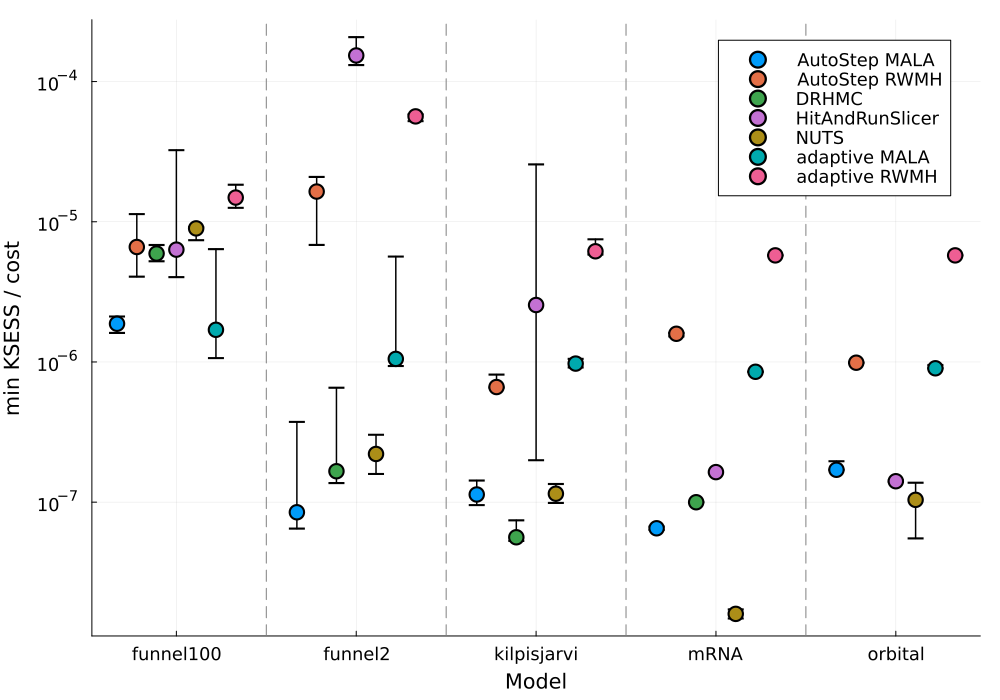 min KSESS / cost
10⁻⁴
10⁻⁵
10⁻⁶
10⁻⁷
AutoStep MALA
AutoStep RWMH
DRHMC
HitAndRunSlicer
NUTS
adaptive MALA
adaptive RWMH
funnel100 funnel2 kilpisjarvi mRNA orbital
Model